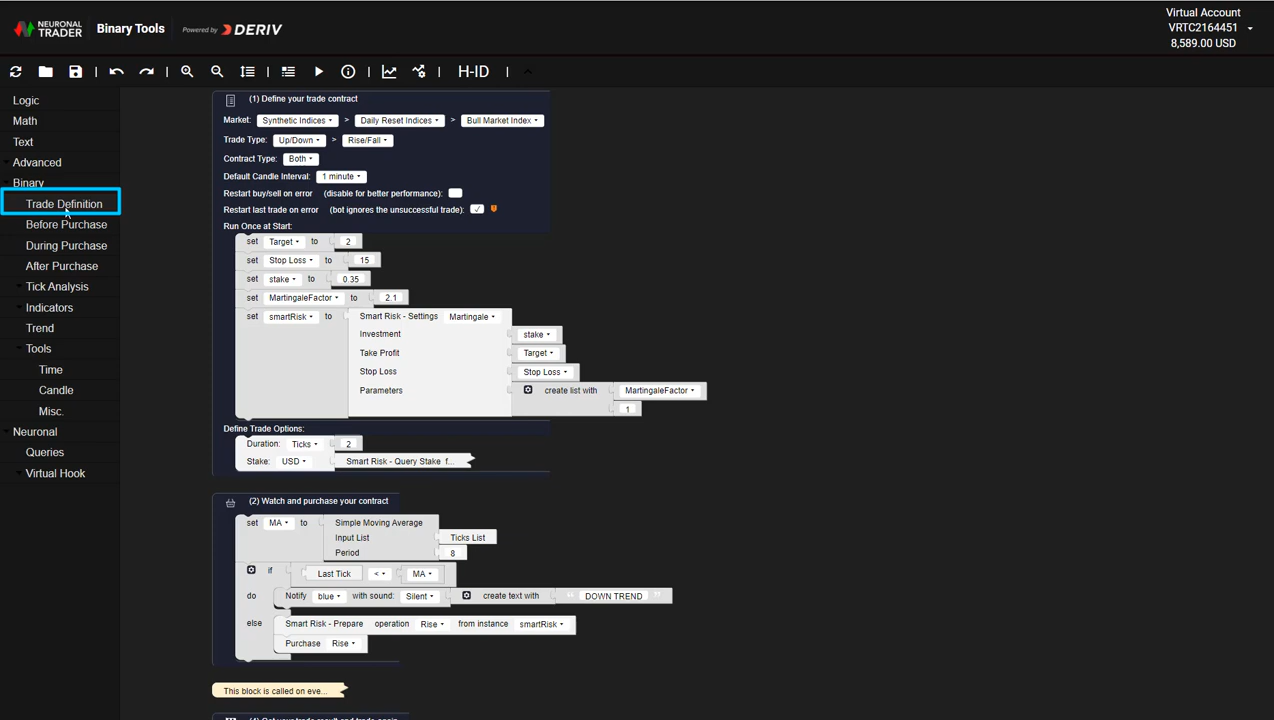 NEURONAL TRADER
Binary Tools
Powered by DERIV
Virtual Account
VRTC2164451
8,589.00 USD
H-ID
Logic
Math
Text
Advanced
Binary
Trade Definition
Before Purchase
During Purchase
After Purchase
Tick Analysis
Indicators
Trend
Tools
Time
Candle
Misc.
Neuronal
Queries
Virtual Hook
(1) Define your trade contract
Market: Synthetic Indices > Daily Reset Indices > Bull Market Index
Trade Type: Up/Down > Rise/Fall
Contract Type: Both
Default Candle Interval: 1 minute
Restart buy/sell on error (disable for better performance):
Restart last trade on error (bot ignores the unsuccessful trade):
Run Once at Start:
set Target to 2
set Stop Loss to 15
set stake to 0.35
set MartingaleFactor to 2.1
set smartRisk to Smart Risk - Settings Martingale
Investment stake
Take Profit Target
Stop Loss Stop Loss
Parameters create list with MartingaleFactor
1
Define Trade Options:
Duration: Ticks 2
Stake: USD Smart Risk - Query Stake f...
(2) Watch and purchase your contract
set MA to Simple Moving Average
Input List Ticks List
Period 8
if Last Tick < MA
do Notify blue with sound: Silent create text with “ DOWN TREND ”
else Smart Risk - Prepare operation Rise from instance smartRisk
Purchase Rise
This block is called on eve...
(4) Get your trade result and trade again